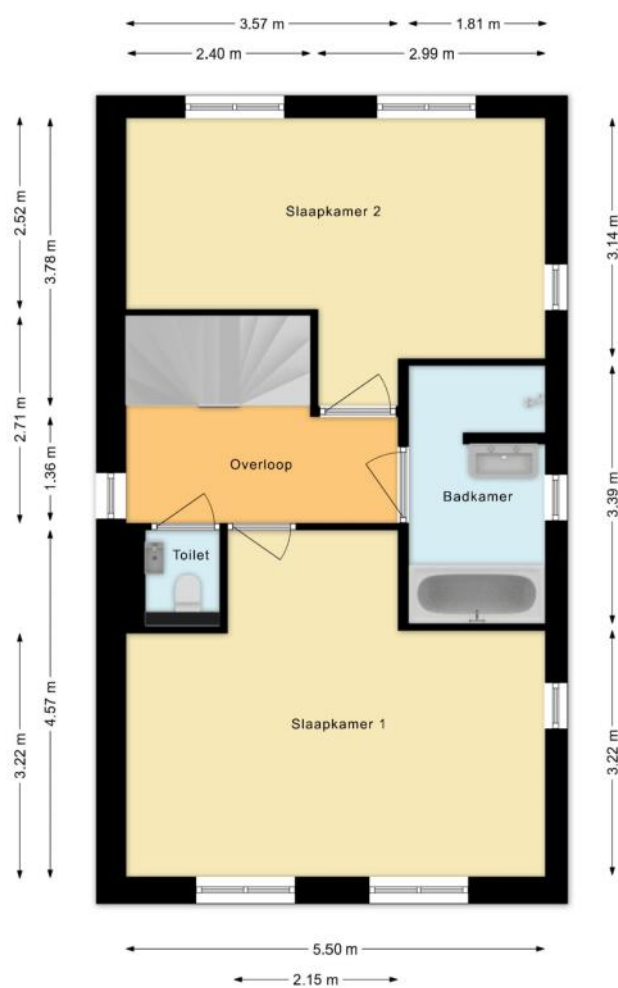 3.57 m
1.81 m
2.40 m
2.99 m
Slaapkamer 2
2.52 m
3.78 m
3.14 m
2.71 m
1.36 m
Overloop
Badkamer
3.39 m
Toilet
4.57 m
3.22 m
Slaapkamer 1
3.22 m
5.50 m
2.15 m